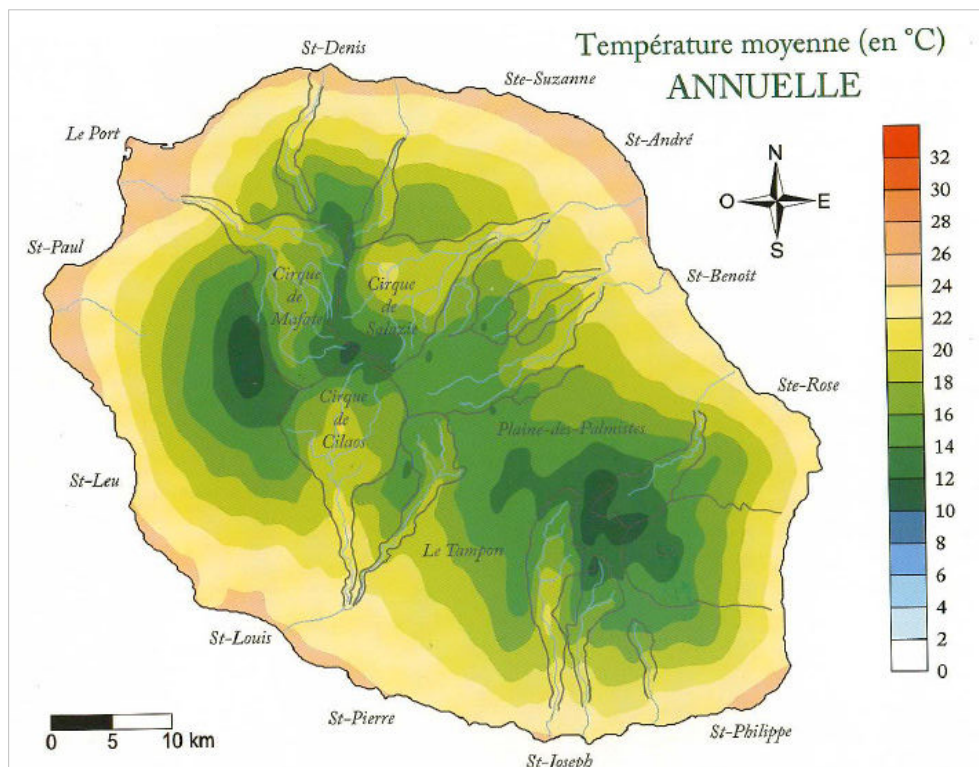 Température moyenne (en °C)
ANNUELLE
St-Denis
Ste-Suzanne
Le Port
St-André
N
O
E
S
St-Paul
St-Benoît
Cirque
de
Mafate
Cirque
de
Salazie
Ste-Rose
Cirque
de
Cilaos
Plaine-des-Palmistes
St-Leu
Le Tampon
St-Louis
St-Pierre
St-Philippe
St-Joseph
32
30
28
26
24
22
20
18
16
14
12
10
8
6
4
2
0
0 5 10 km